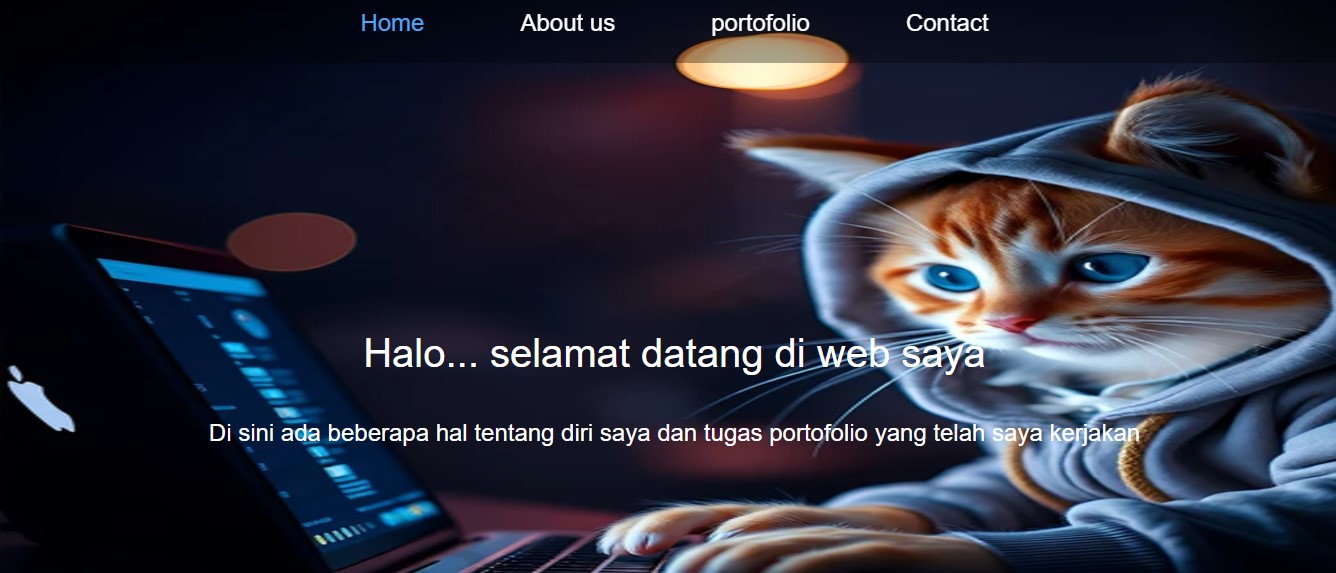 Home About us portofolio Contact
Halo... selamat datang di web saya
Di sini ada beberapa hal tentang diri saya dan tugas portofolio yang telah saya kerjakan